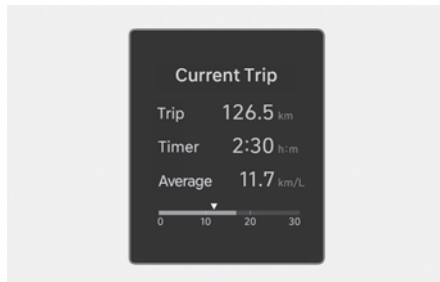 Current Trip
Trip 126.5 km
Timer 2:30 h:m
Average 11.7 km/L
0 10 20 30